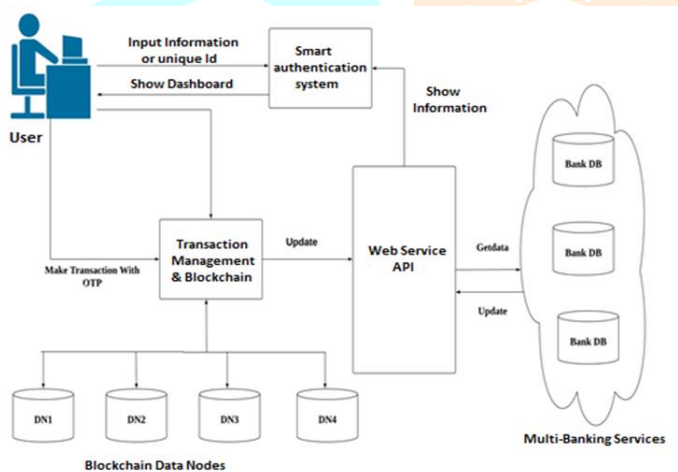 Input Information
or unique Id
Show Dashboard
User
Smart
authentication
system
Show
Information
Bank DB
Bank DB
Bank DB
Transaction
Management
& Blockchain
Update
Web Service
API
Getdata
Update
Make Transaction With
OTP
DN1
DN2
DN3
DN4
Multi-Banking Services
Blockchain Data Nodes